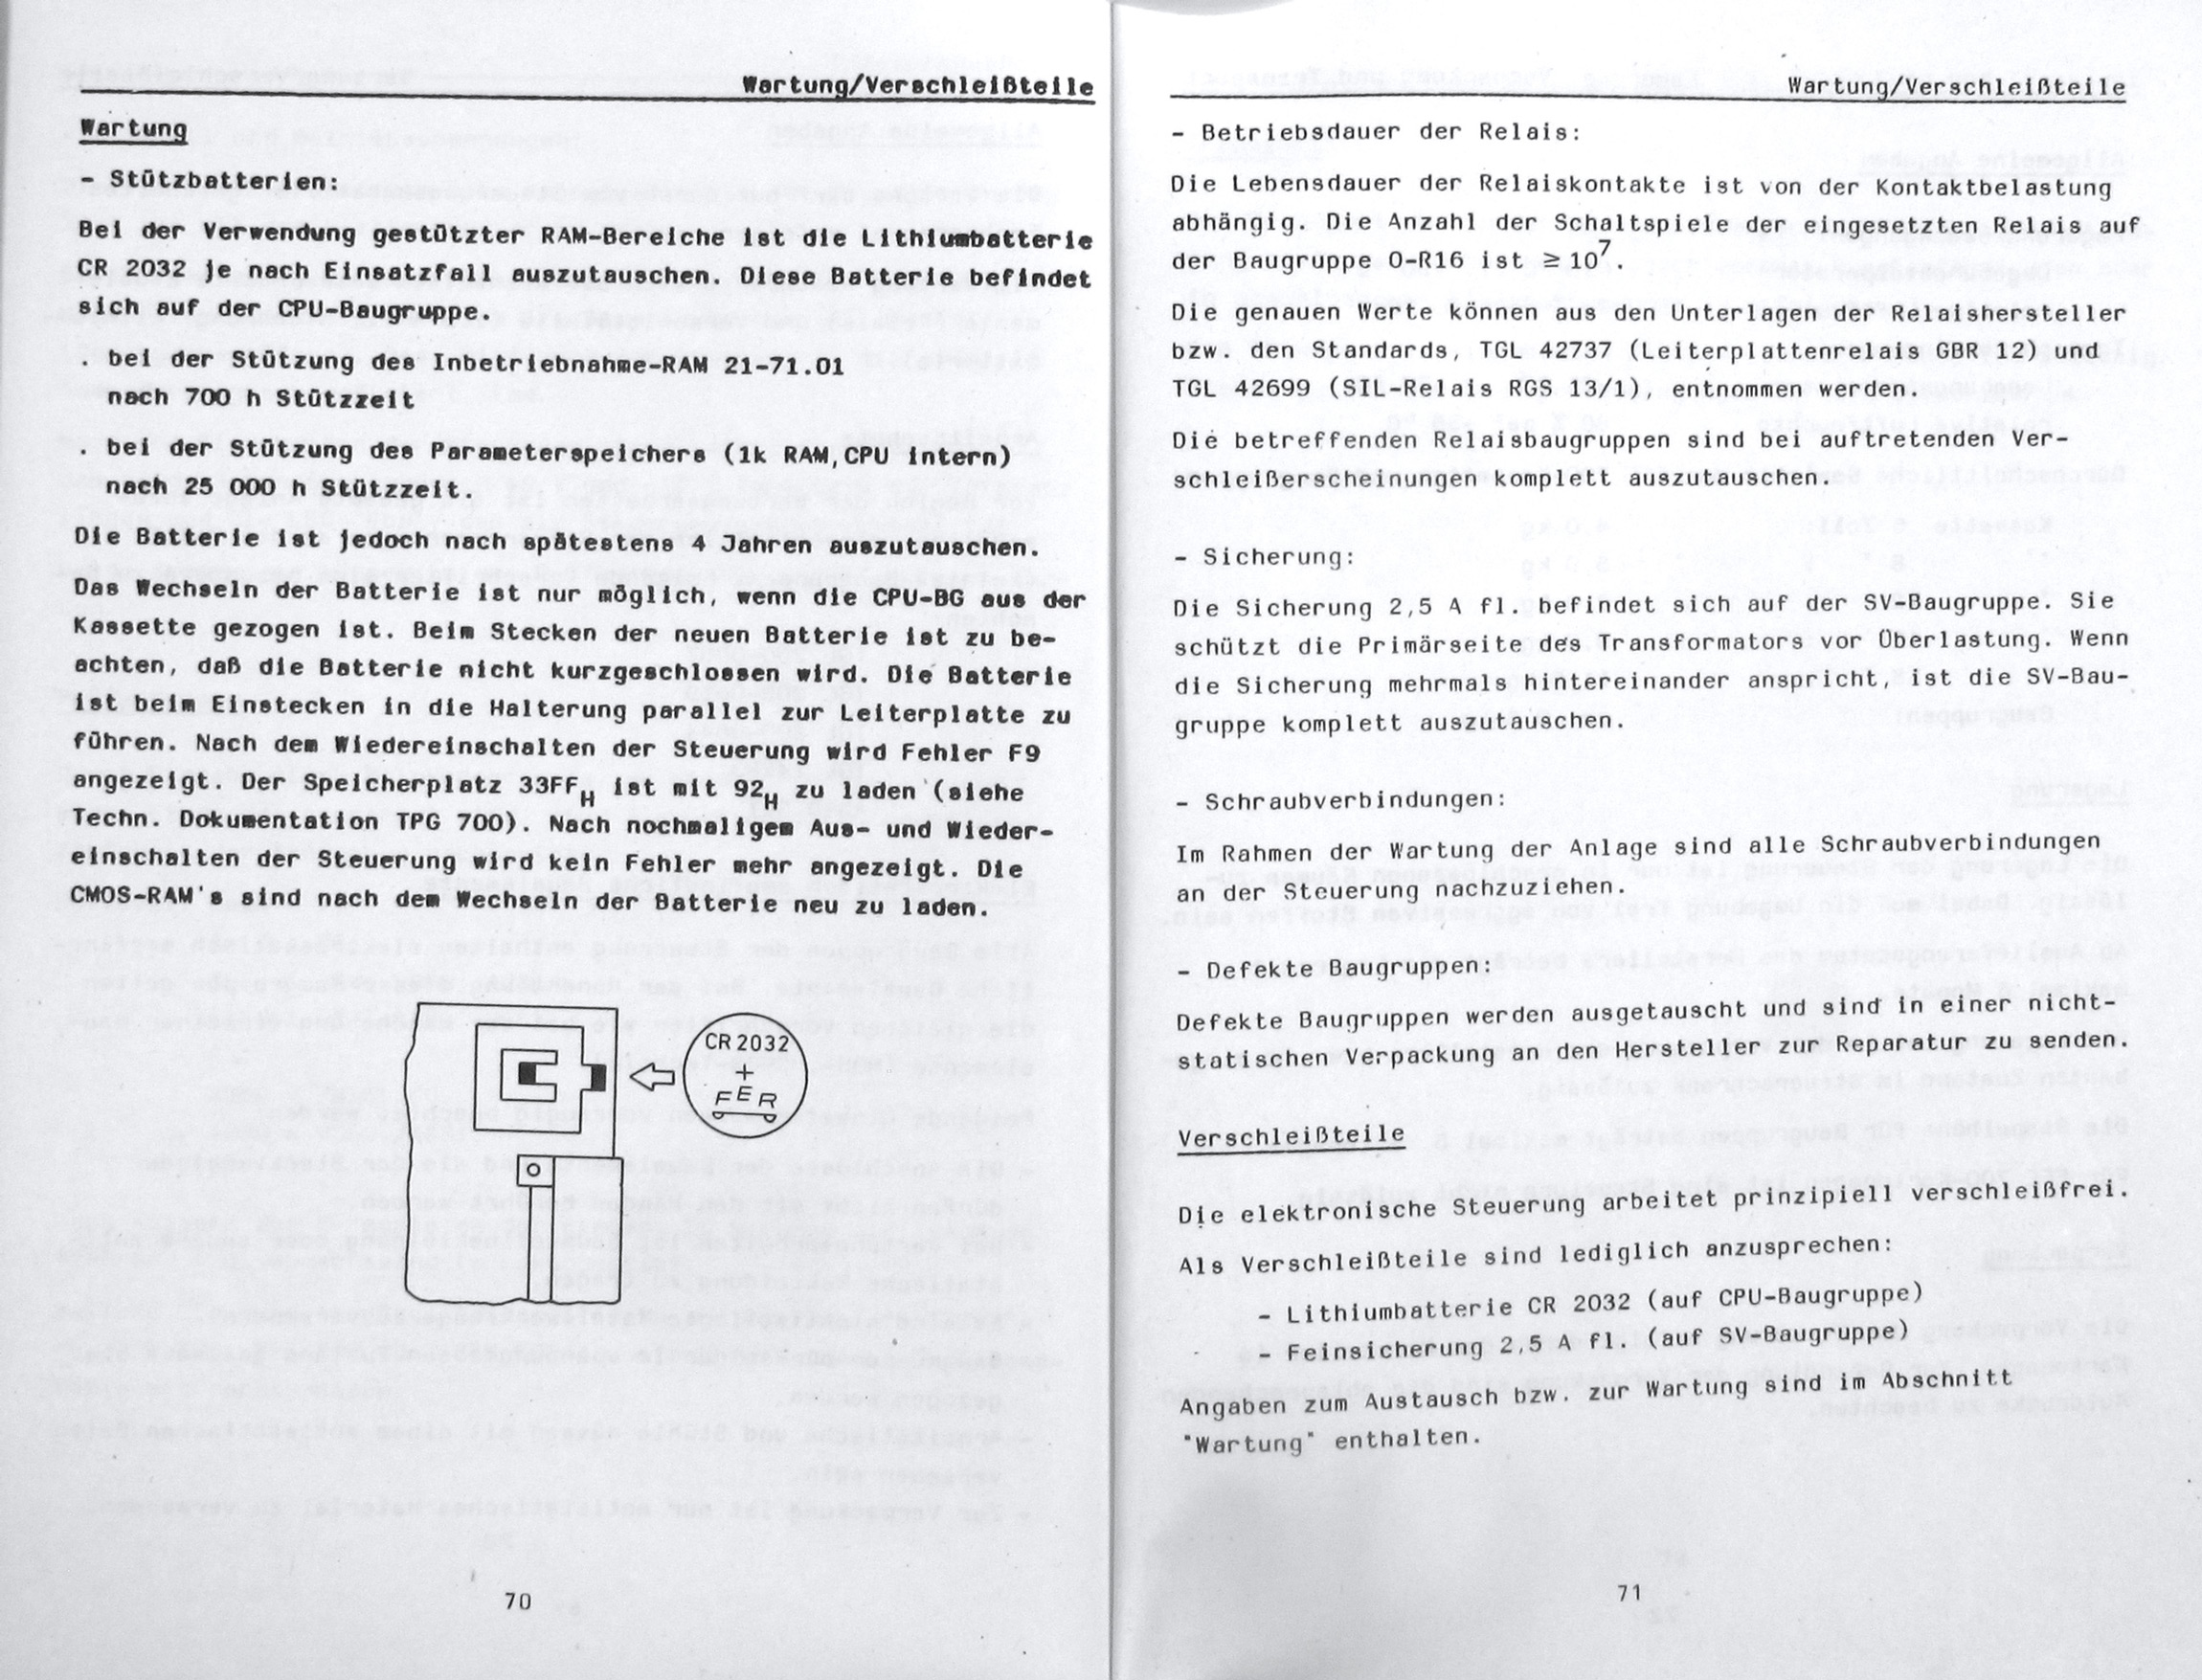 Wartung/Verschleißteile
Wartung
- Stützbatterien:
Bei der Verwendung gestützter RAM-Bereiche ist die Lithiumbatterie
CR 2032 je nach Einsatzfall auszutauschen. Diese Batterie befindet
sich auf der CPU-Baugruppe.
. bei der Stützung des Inbetriebnahme-RAM 21-71.01
nach 700 h Stützzeit
. bei der Stützung des Parameterspeichers (1k RAM,CPU intern)
nach 25 000 h Stützzeit.
Die Batterie ist jedoch nach spätestens 4 Jahren auszutauschen.
Das Wechseln der Batterie ist nur möglich, wenn die CPU-BG aus der
Kassette gezogen ist. Beim Stecken der neuen Batterie ist zu be-
achten, daß die Batterie nicht kurzgeschlossen wird. Die Batterie
ist beim Einstecken in die Halterung parallel zur Leiterplatte zu
führen. Nach dem Wiedereinschalten der Steuerung wird Fehler F9
angezeigt. Der Speicherplatz 33FFH ist mit 92H zu laden (siehe
Techn. Dokumentation TPG 700). Nach nochmaligem Aus- und Wieder-
einschalten der Steuerung wird kein Fehler mehr angezeigt. Die
CMOS-RAM's sind nach dem Wechseln der Batterie neu zu laden.
CR 2032
+
FER
70
Wartung/Verschleißteile
- Betriebsdauer der Relais:
Die Lebensdauer der Relaiskontakte ist von der Kontaktbelastung
abhängig. Die Anzahl der Schaltspiele der eingesetzten Relais auf
der Baugruppe O-R16 ist ≥ 10⁷.
Die genauen Werte können aus den Unterlagen der Relaishersteller
bzw. den Standards, TGL 42737 (Leiterplattenrelais GBR 12) und
TGL 42699 (SIL-Relais RGS 13/1), entnommen werden.
Die betreffenden Relaisbaugruppen sind bei auftretenden Ver-
schleißerscheinungen komplett auszutauschen.
- Sicherung:
Die Sicherung 2,5 A fl. befindet sich auf der SV-Baugruppe. Sie
schützt die Primärseite des Transformators vor Überlastung. Wenn
die Sicherung mehrmals hintereinander anspricht, ist die SV-Bau-
gruppe komplett auszutauschen.
- Schraubverbindungen:
Im Rahmen der Wartung der Anlage sind alle Schraubverbindungen
an der Steuerung nachzuziehen.
- Defekte Baugruppen:
Defekte Baugruppen werden ausgetauscht und sind in einer nicht-
statischen Verpackung an den Hersteller zur Reparatur zu senden.
Verschleißteile
Die elektronische Steuerung arbeitet prinzipiell verschleißfrei.
Als Verschleißteile sind lediglich anzusprechen:
- Lithiumbatterie CR 2032 (auf CPU-Baugruppe)
- Feinsicherung 2,5 A fl. (auf SV-Baugruppe)
Angaben zum Austausch bzw. zur Wartung sind im Abschnitt
"Wartung" enthalten.
71